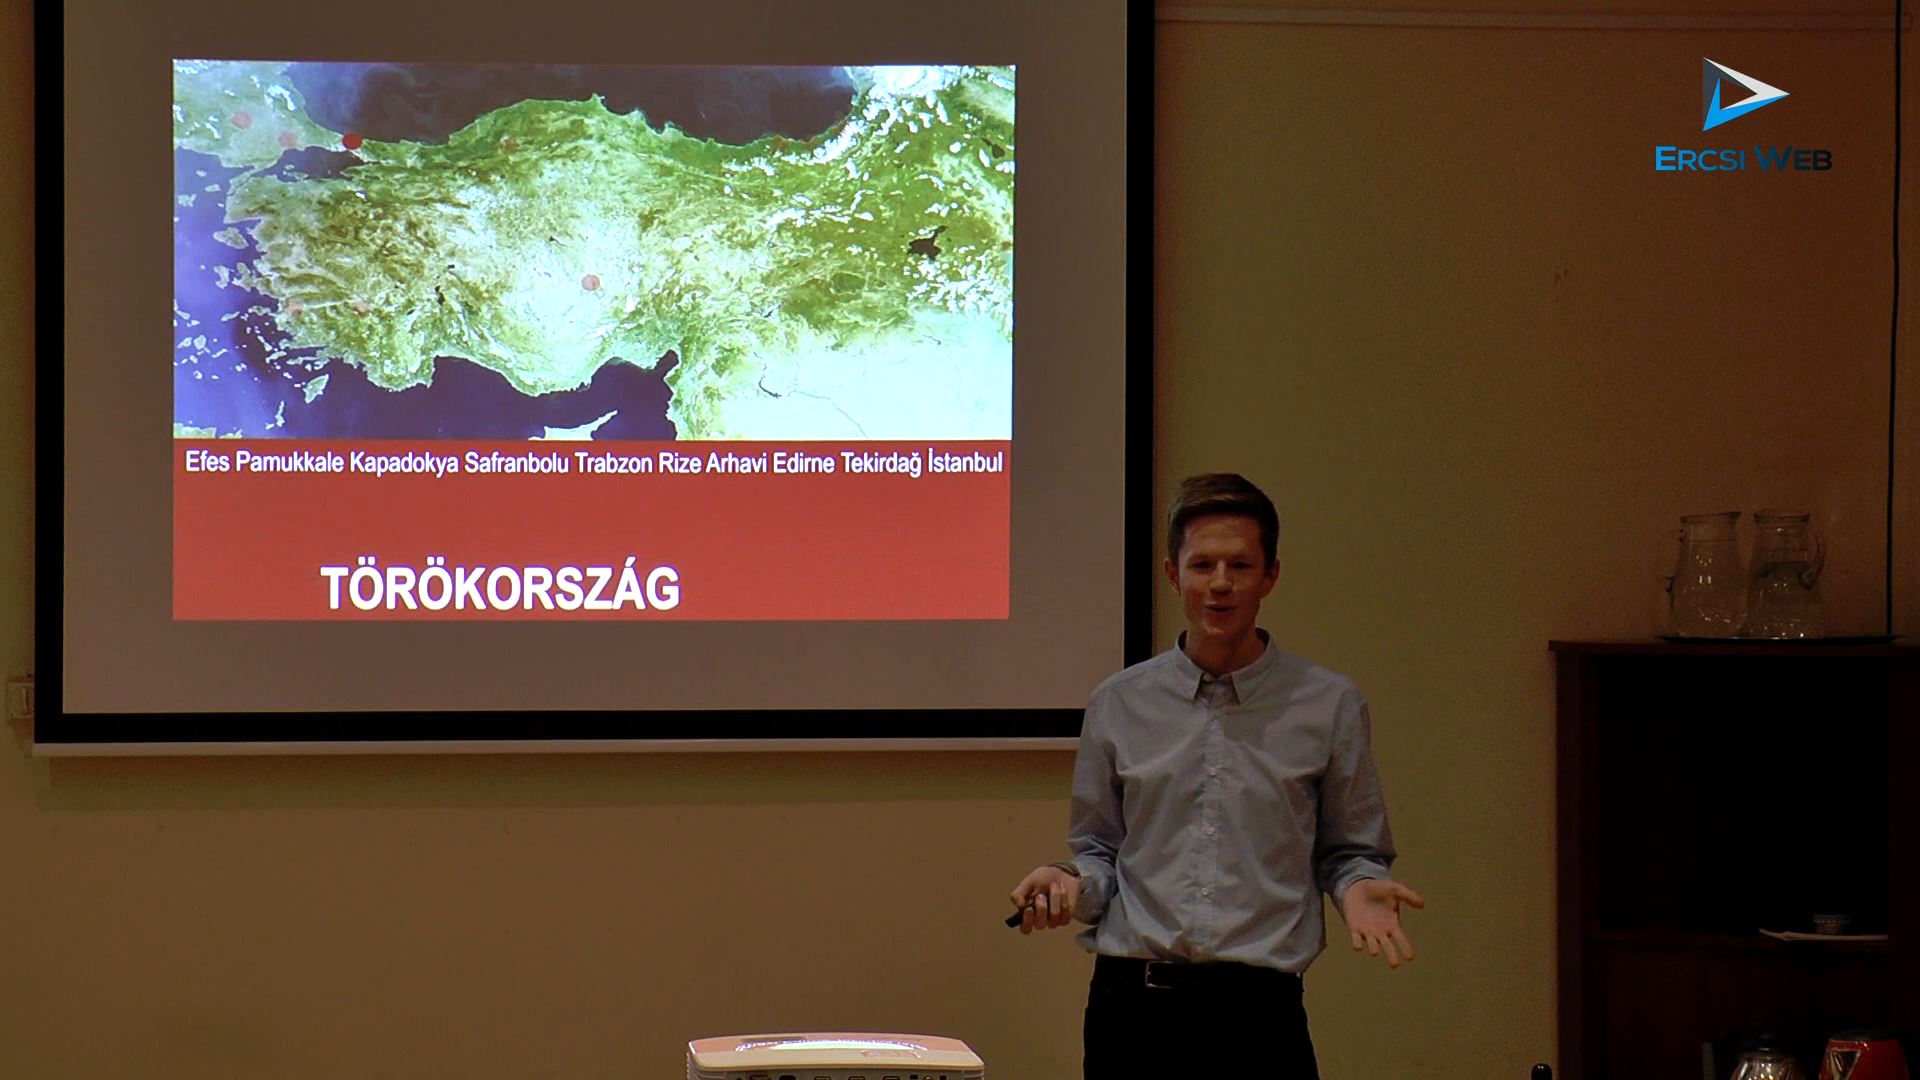 ERCSI WEB
Efes Pamukkale Kapadokya Safranbolu Trabzon Rize Arhavi Edirne Tekirdağ İstanbul
TÖRÖKORSZÁG